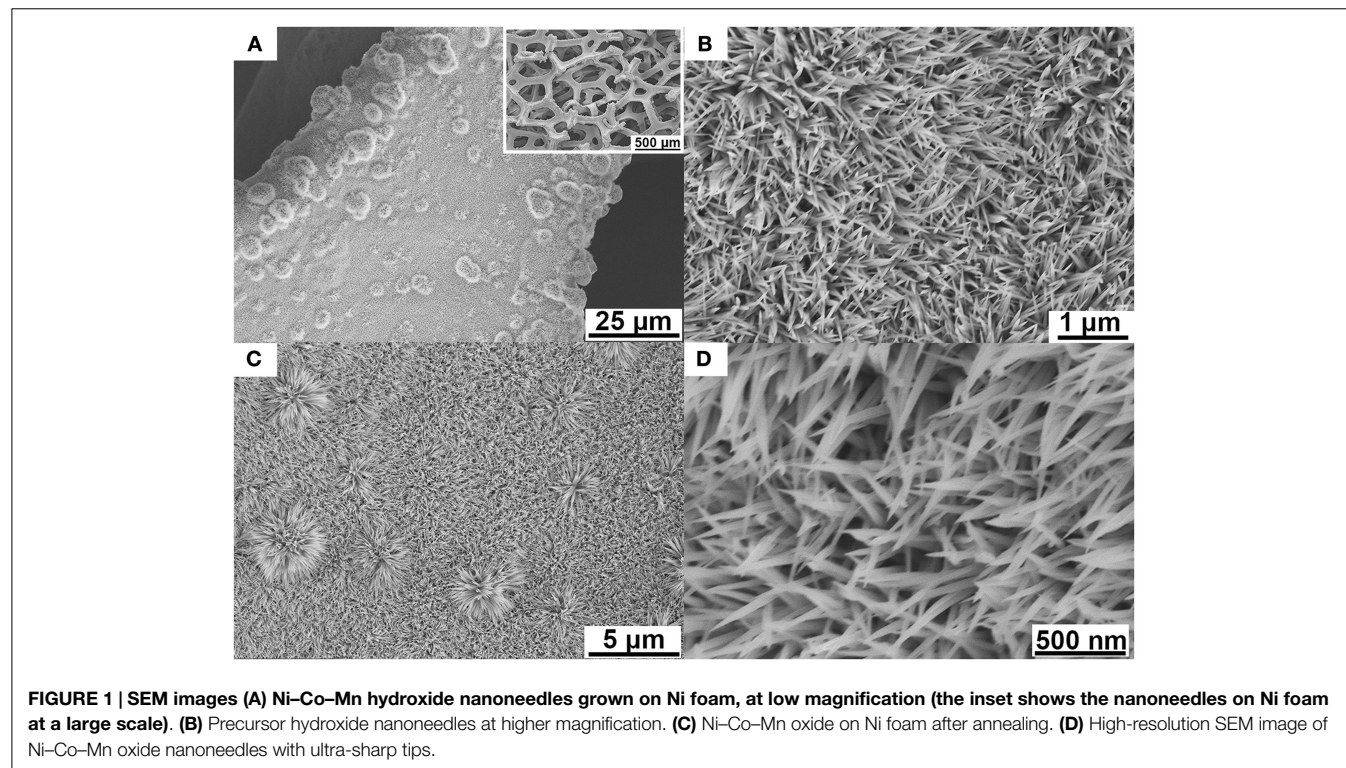 A
500 µm
25 µm
B
1 µm
C
5 µm
D
500 nm
FIGURE 1 | SEM images (A) Ni–Co–Mn hydroxide nanoneedles grown on Ni foam, at low magnification (the inset shows the nanoneedles on Ni foam
at a large scale). (B) Precursor hydroxide nanoneedles at higher magnification. (C) Ni–Co–Mn oxide on Ni foam after annealing. (D) High-resolution SEM image of
Ni–Co–Mn oxide nanoneedles with ultra-sharp tips.